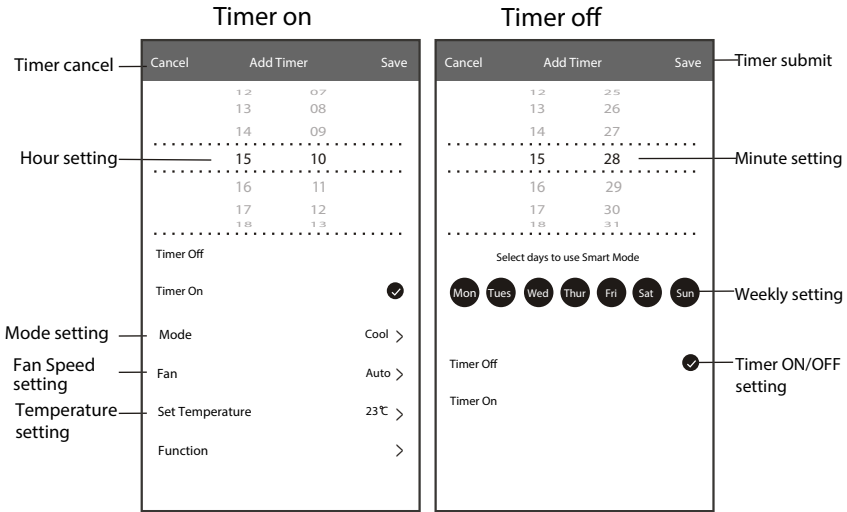 Timer on
Timer off
Timer cancel
Cancel Add Timer Save
Cancel Add Timer Save
Timer submit
12 07
13 08
14 09
Hour setting
15 10
16 11
17 12
18 13
12 25
13 26
14 27
15 28
Minute setting
16 29
17 30
18 31
Timer Off
Timer On
Mode setting
Mode Cool
Fan Speed
setting
Fan Auto
Temperature
setting
Set Temperature 23℃
Function
Select days to use Smart Mode
Mon Tues Wed Thur Fri Sat Sun
Weekly setting
Timer Off
Timer ON/OFF
setting
Timer On